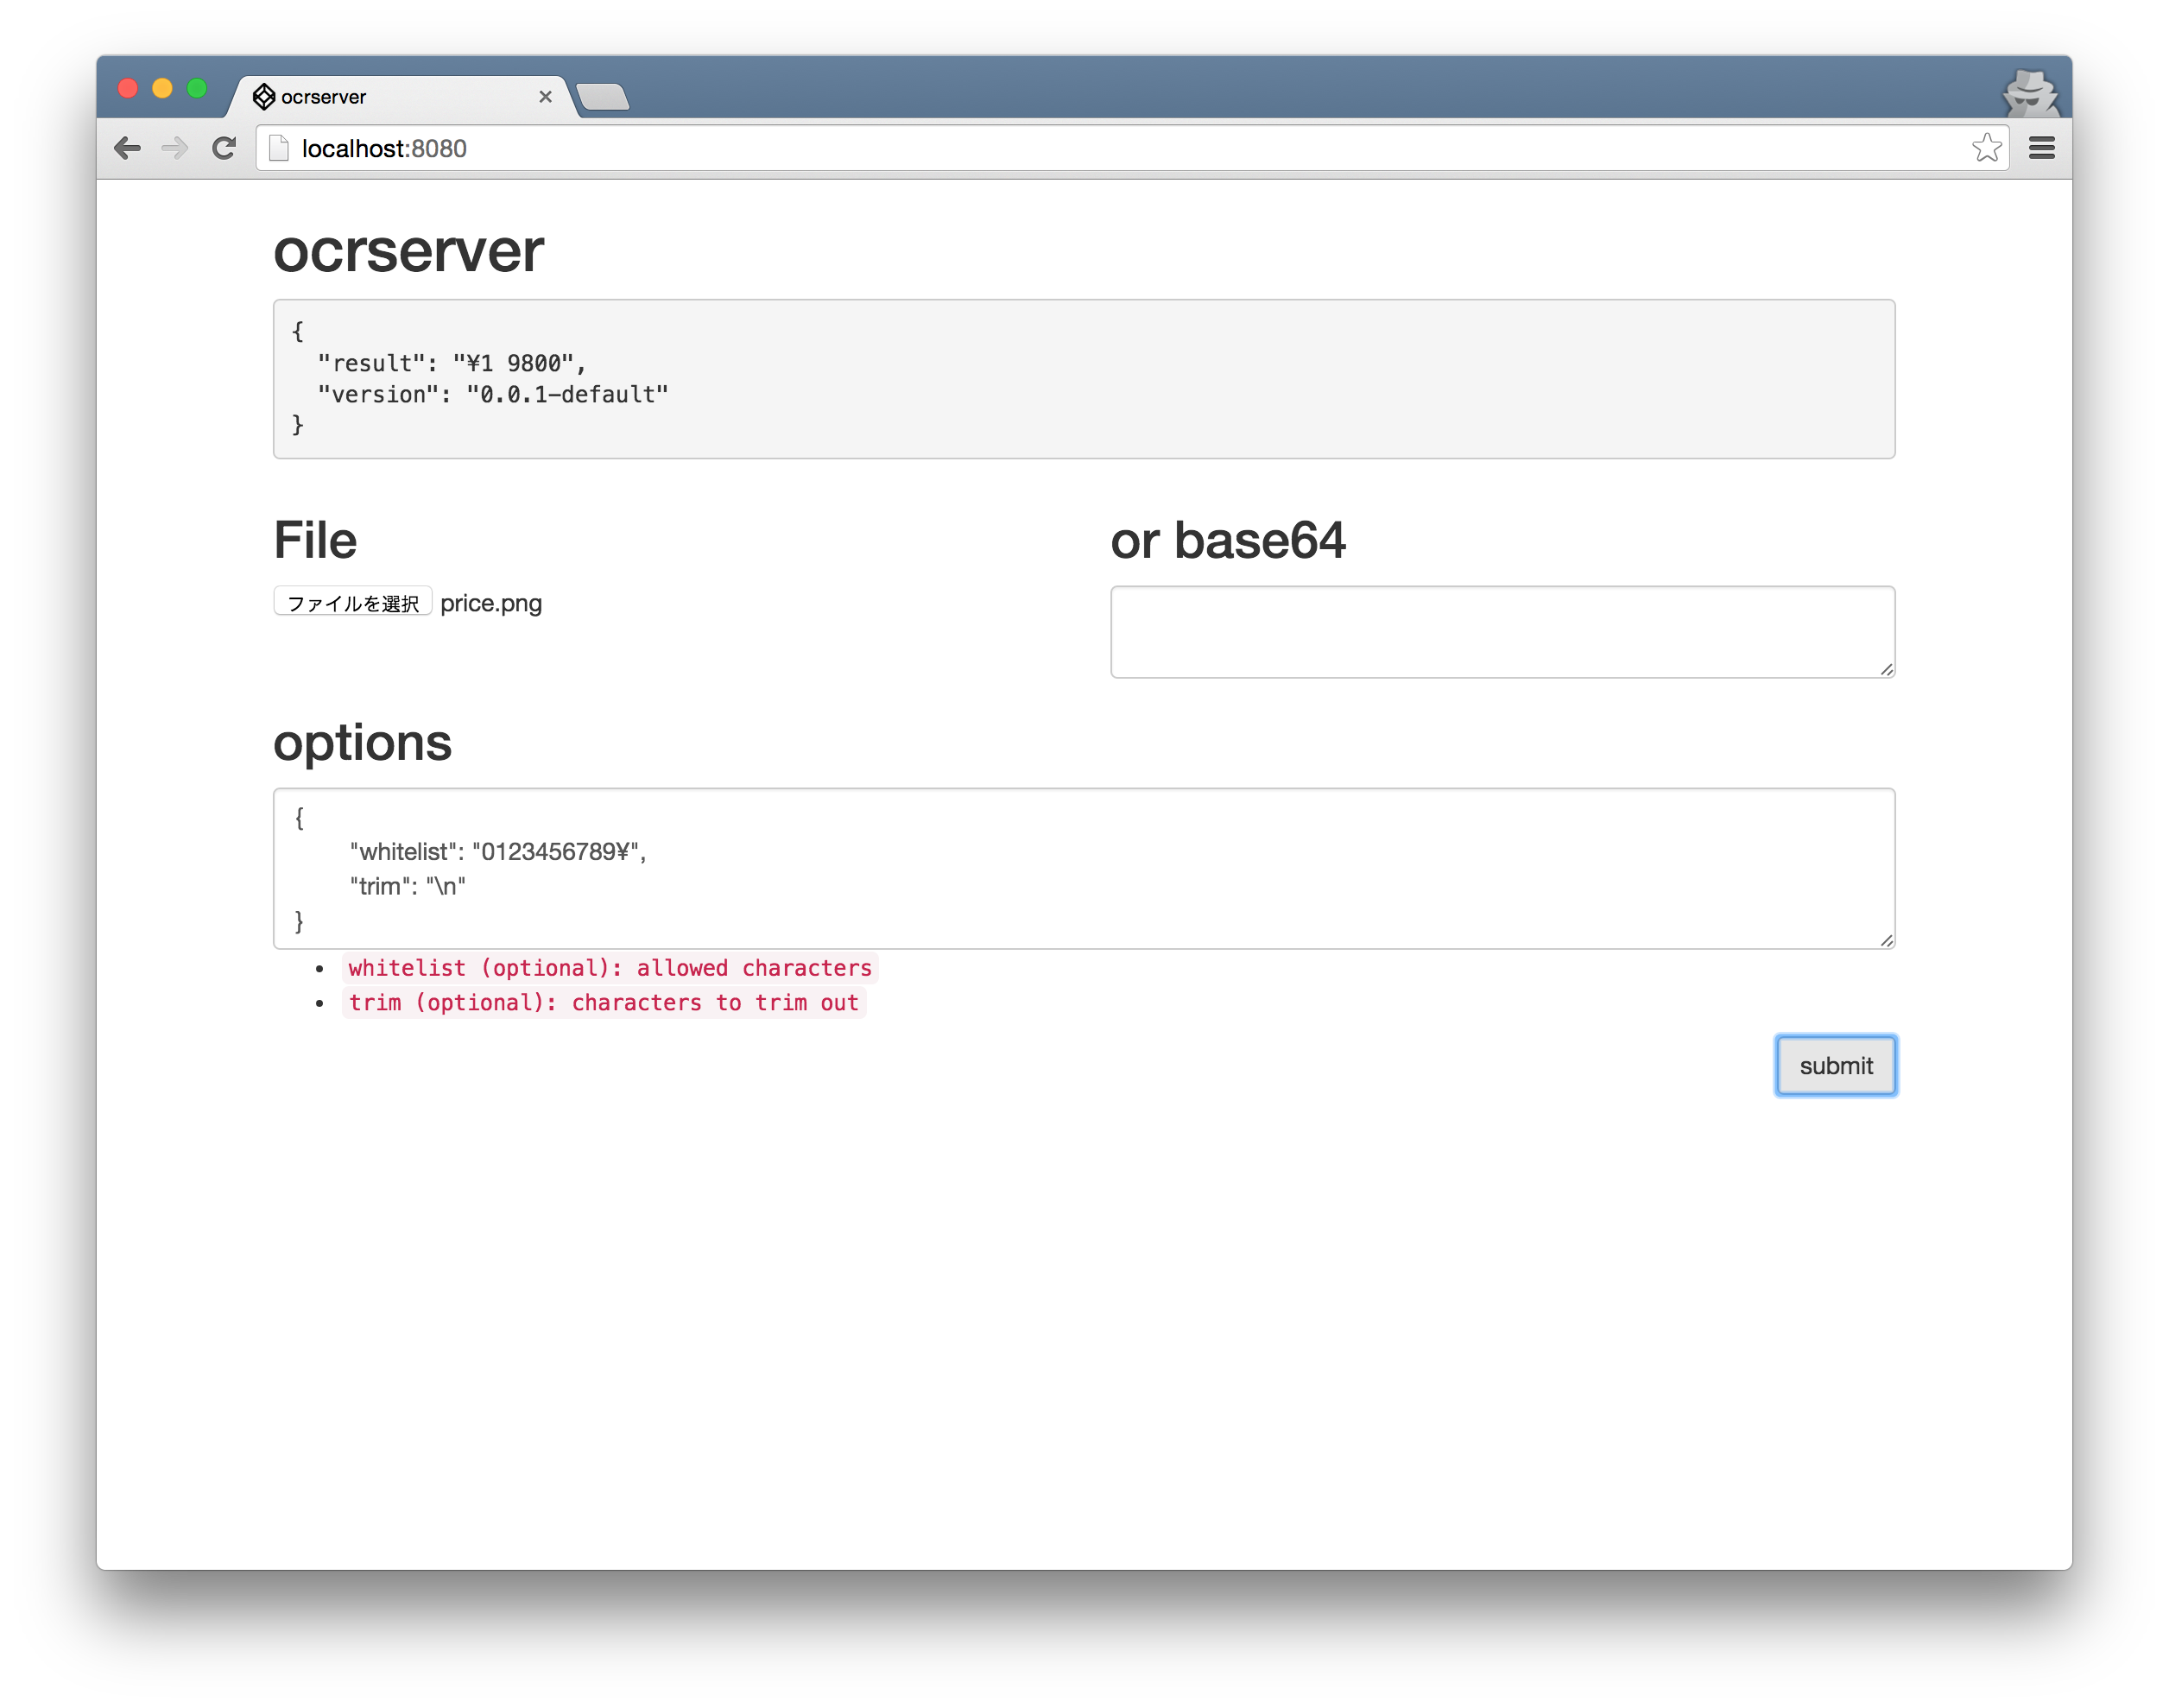 ocrserver
localhost:8080
ocrserver
{
  "result": "¥1 9800",
  "version": "0.0.1-default"
}
File
or base64
ファイルを選択 price.png
options
{
"whitelist": "0123456789¥",
"trim": "\n"
}
• whitelist (optional): allowed characters
• trim (optional): characters to trim out
submit